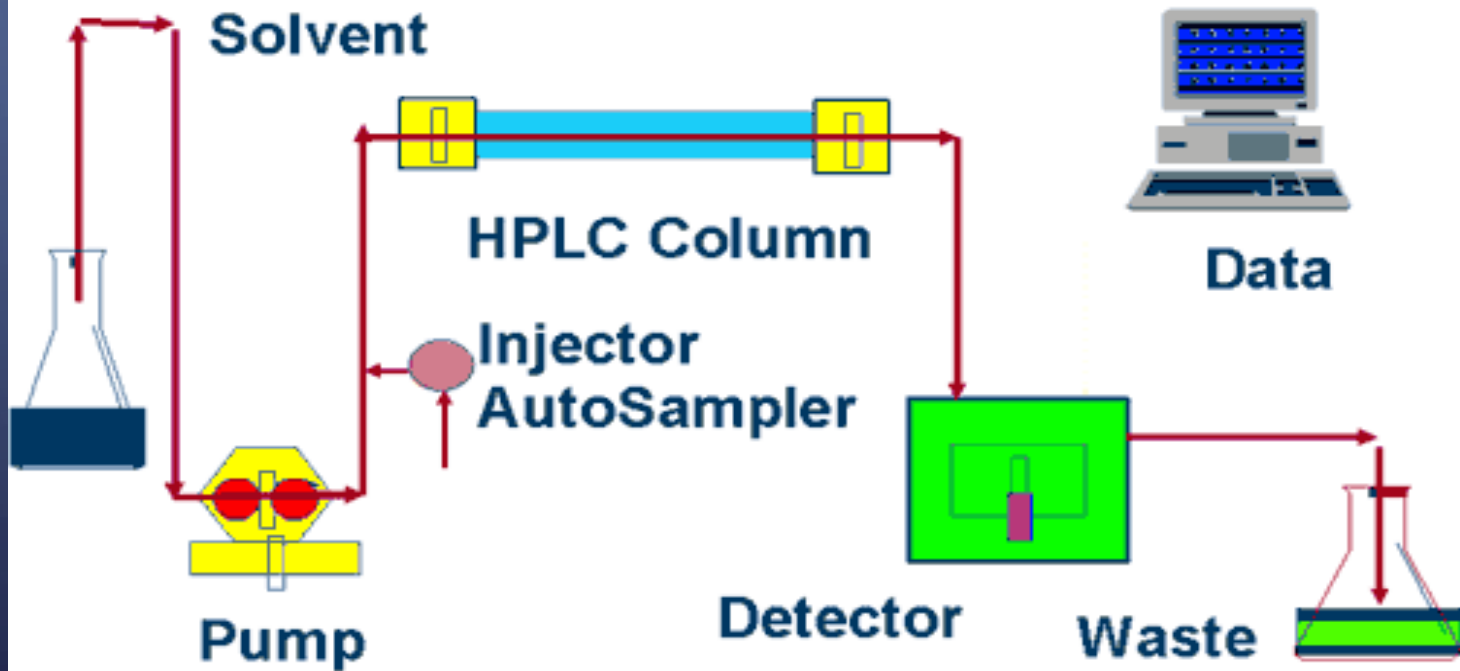 Solvent
HPLC Column
Data
Injector
AutoSampler
Detector
Waste
Pump